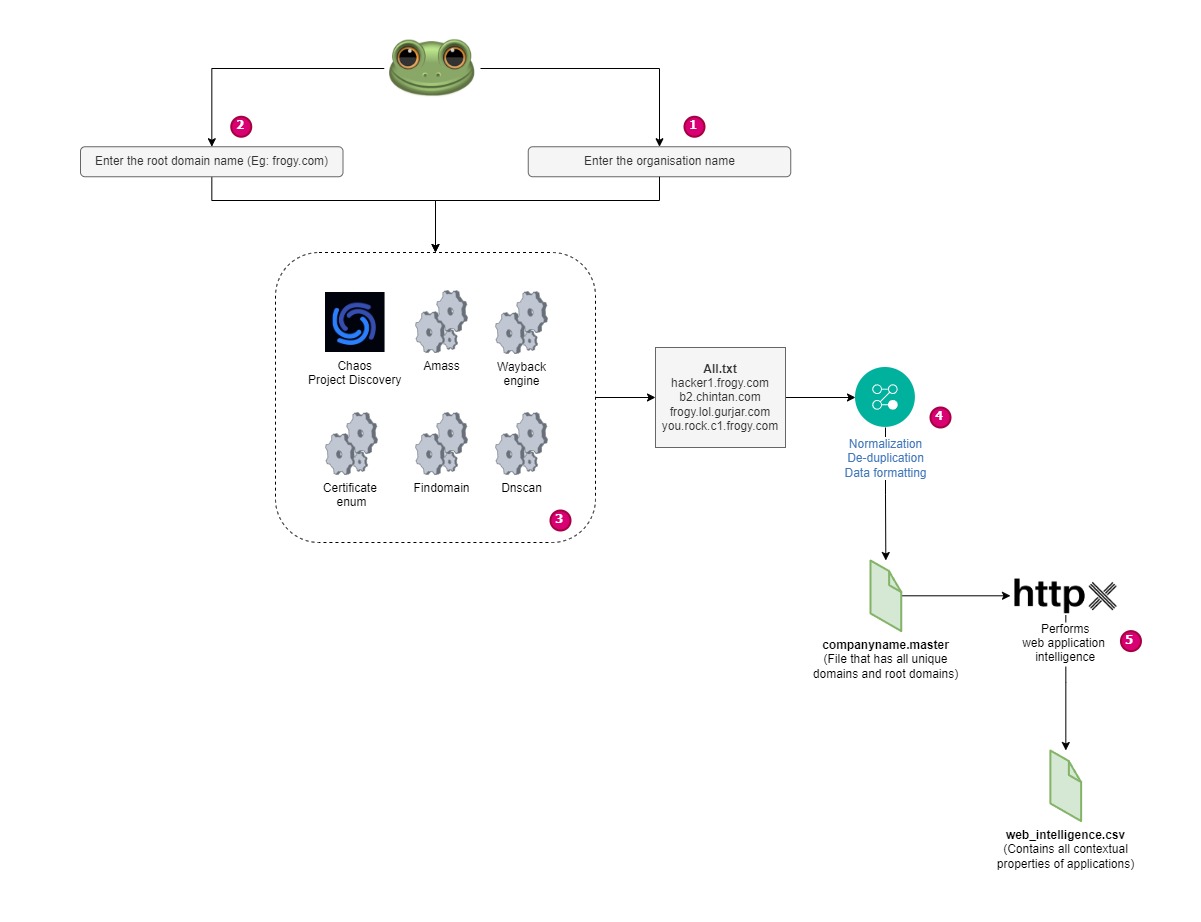 2
1
Enter the root domain name (Eg: frogy.com)
Enter the organisation name
Chaos
Project Discovery
Amass
Wayback
engine
Certificate
enum
Findomain
Dnscan
3
All.txt
hacker1.frogy.com
b2.chintan.com
frogy.lol.gurjar.com
you.rock.c1.frogy.com
4
Normalization
De-duplication
Data formatting
companyname.master
(File that has all unique
domains and root domains)
httpx
Performs
web application
intelligence
5
web_intelligence.csv
(Contains all contextual
properties of applications)